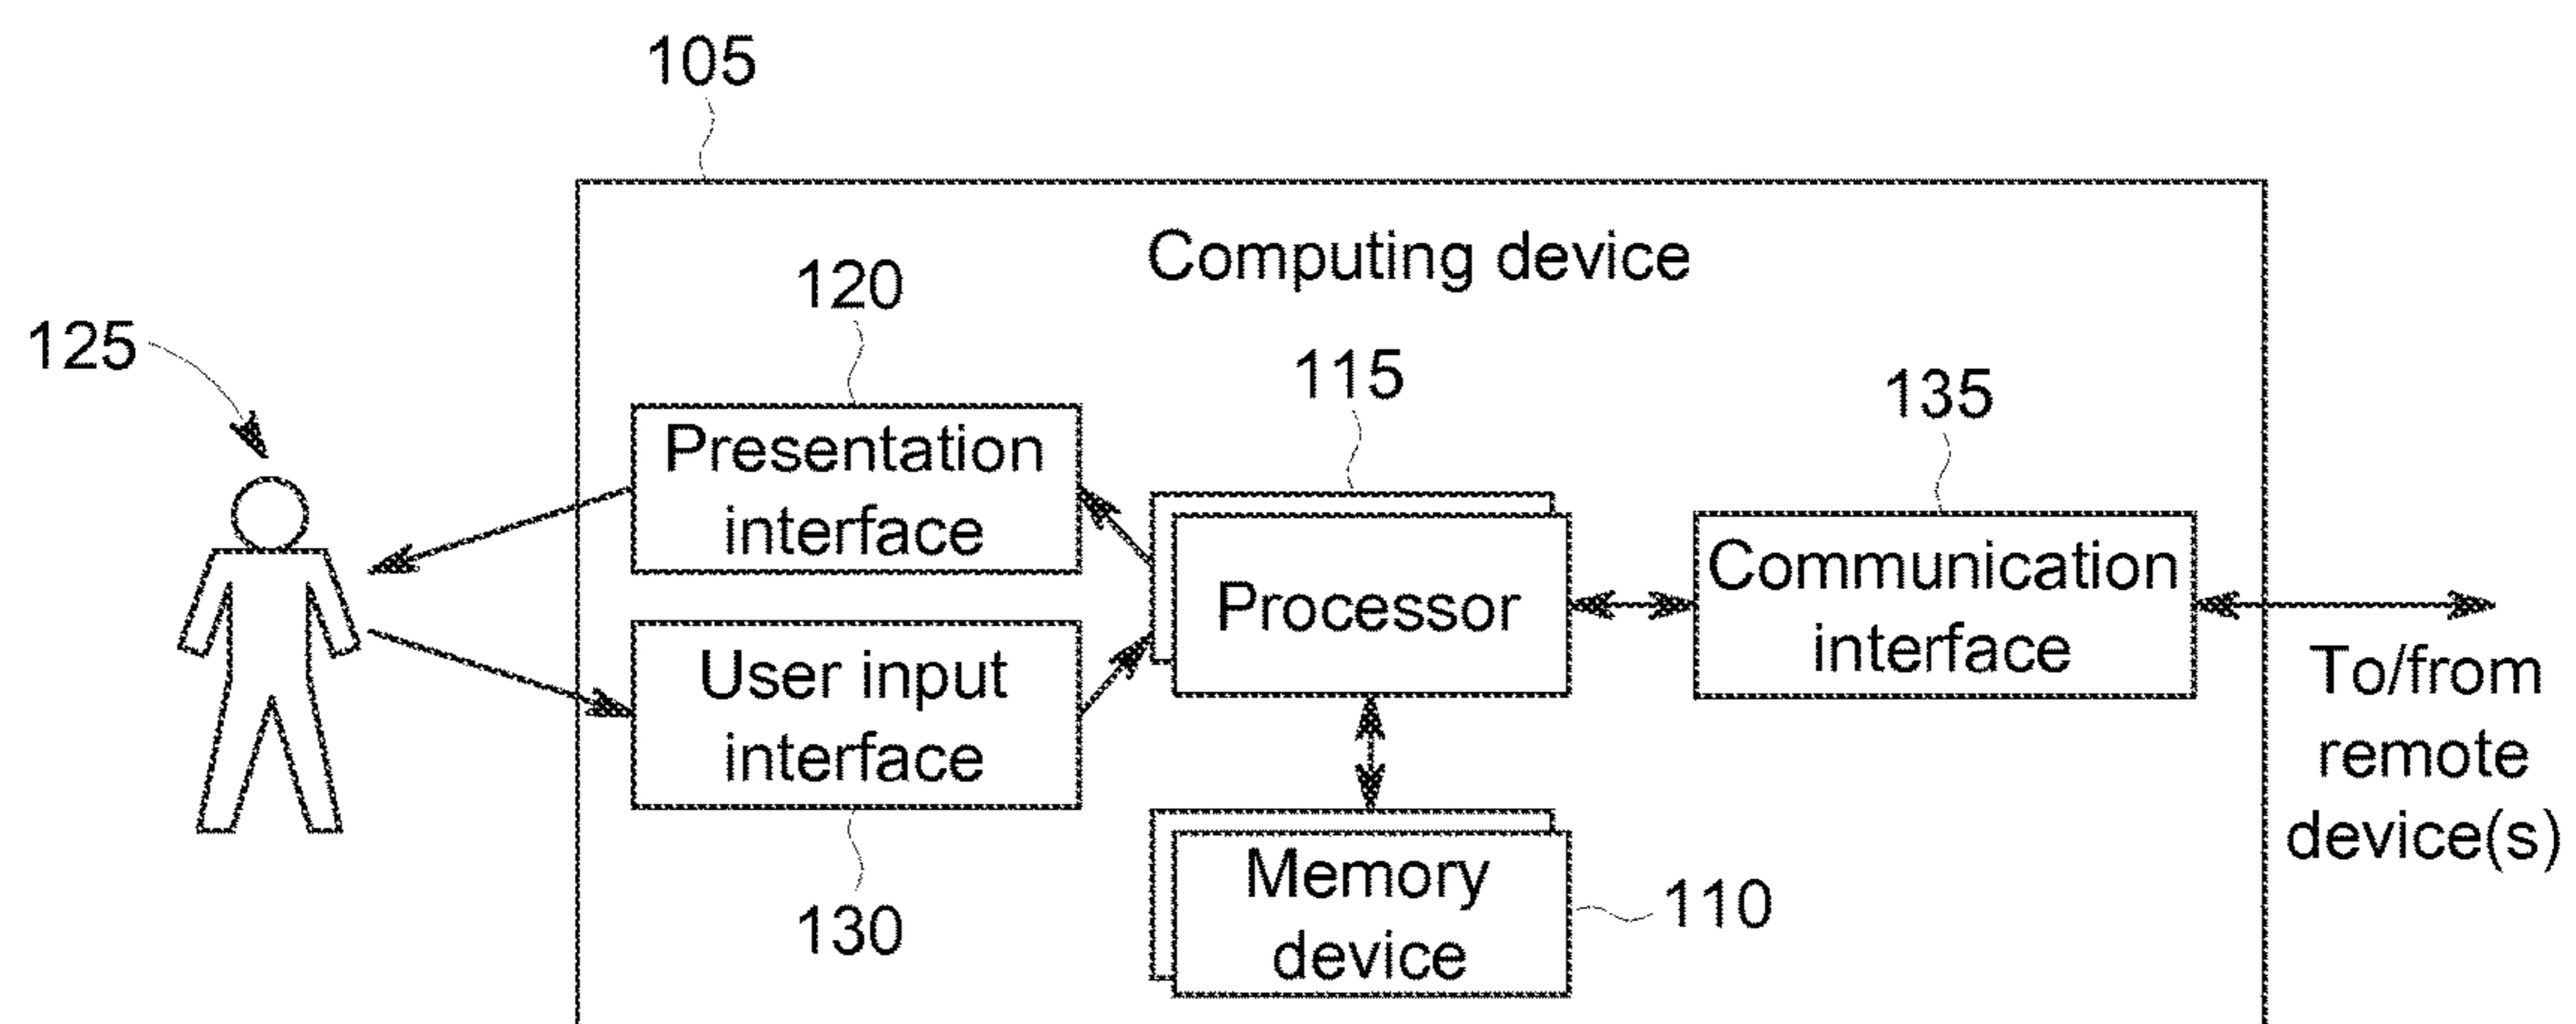 105
Computing device
120
125
115
135
Presentation
interface
Processor
Communication
interface
User input
interface
To/from
remote
device(s)
Memory
device
110
130